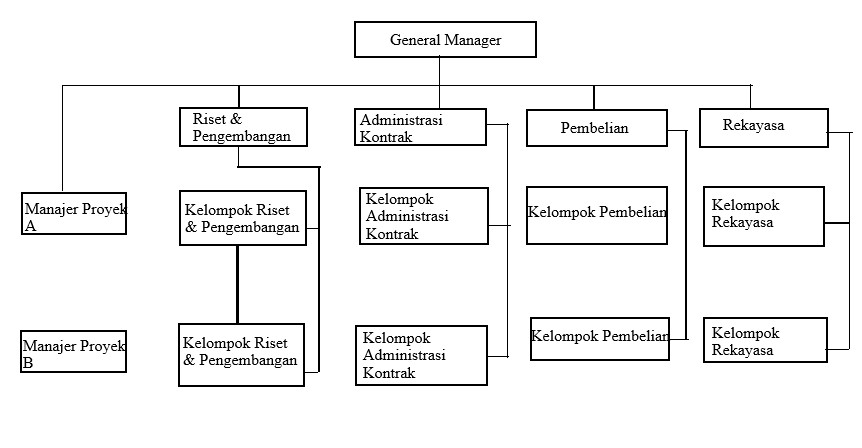 General Manager
Riset &
Pengembangan
Administrasi
Kontrak
Pembelian
Rekayasa
Manajer Proyek
A
Kelompok Riset
& Pengembangan
Kelompok
Administrasi
Kontrak
Kelompok Pembelian
Kelompok
Rekayasa
Manajer Proyek
B
Kelompok Riset
& Pengembangan
Kelompok
Administrasi
Kontrak
Kelompok Pembelian
Kelompok
Rekayasa